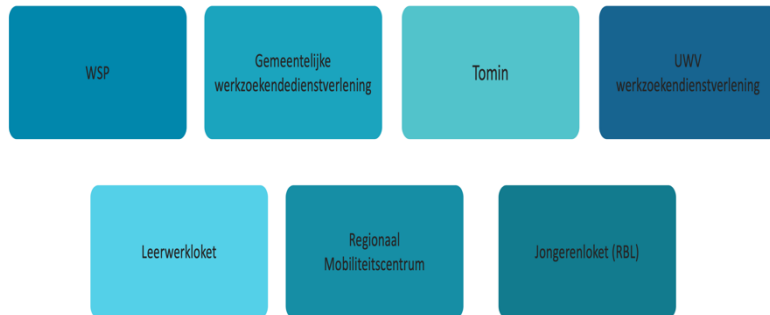 WSP
Gemeentelijke
werkzoekendedienstverlening
Tomin
UWV
werkzoekendienstverlening
Leerwerkloket
Regionaal
Mobiliteitscentrum
Jongerenloket (RBL)